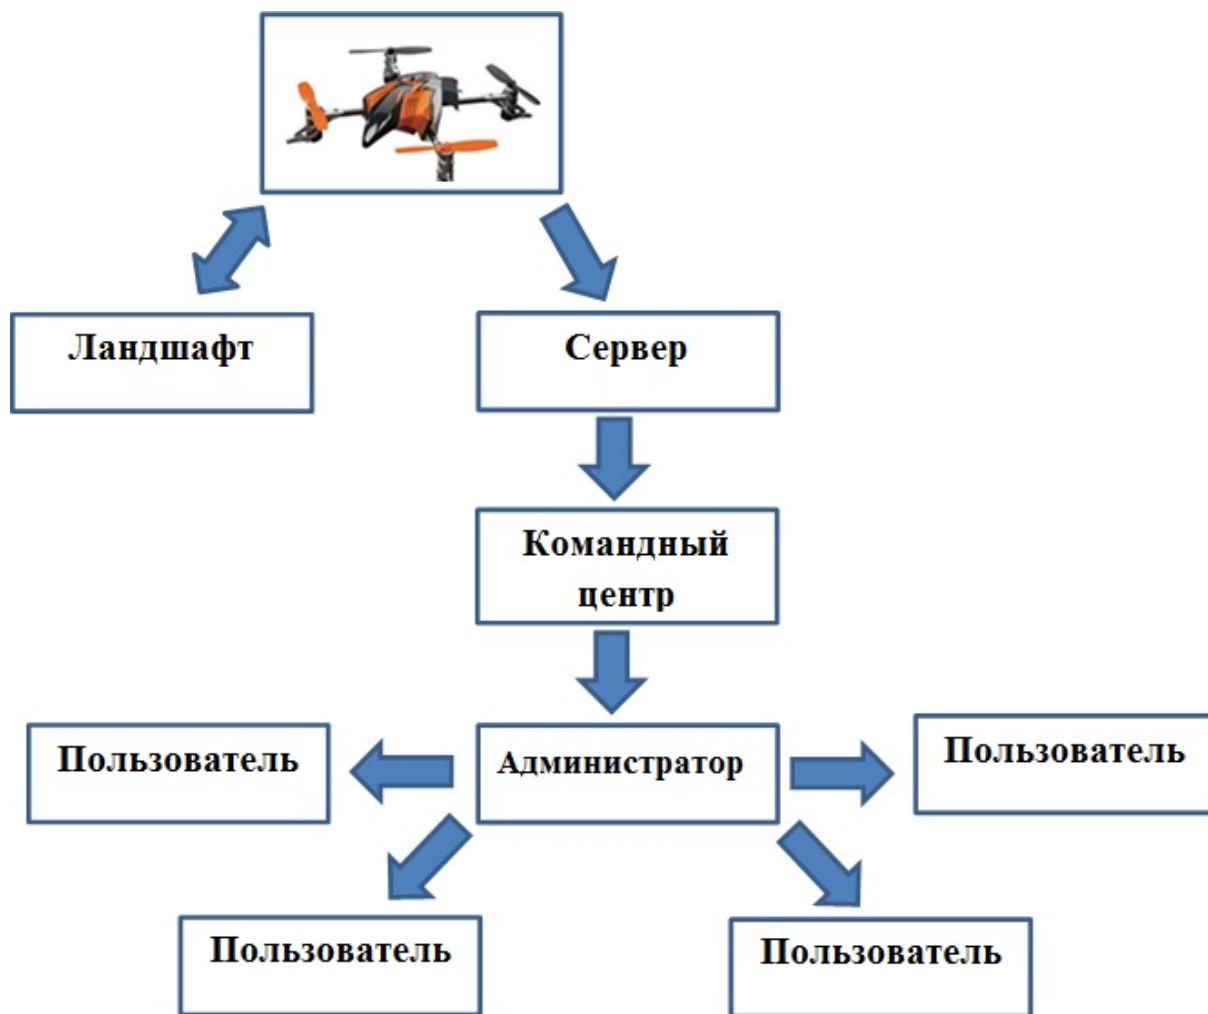 Ландшафт
Сервер
Командный
центр
Пользователь
Администратор
Пользователь
Пользователь
Пользователь